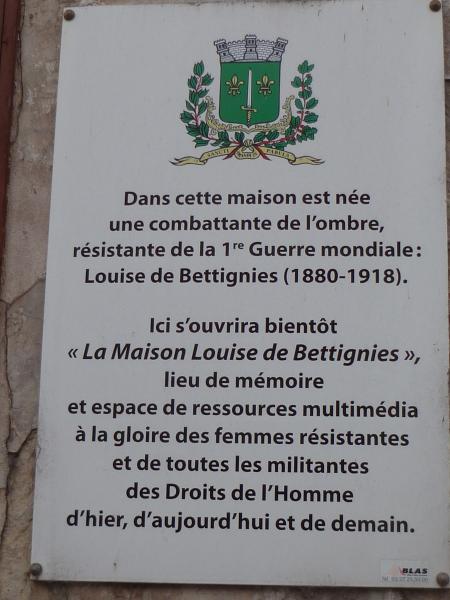 Dans cette maison est née
une combattante de l'ombre,
résistante de la 1re Guerre mondiale :
Louise de Bettignies (1880-1918).
Ici s'ouvrira bientôt
« La Maison Louise de Bettignies »,
lieu de mémoire
et espace de ressources multimédia
à la gloire des femmes résistantes
et de toutes les militantes
des Droits de l'Homme
d'hier, d'aujourd'hui et de demain.
BLAS